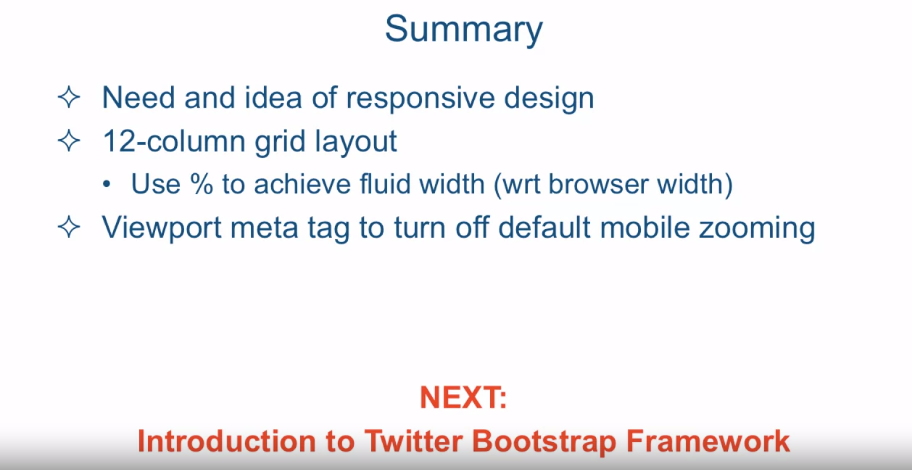 Summary
✧ Need and idea of responsive design
✧ 12-column grid layout
• Use % to achieve fluid width (wrt browser width)
✧ Viewport meta tag to turn off default mobile zooming
NEXT:
Introduction to Twitter Bootstrap Framework